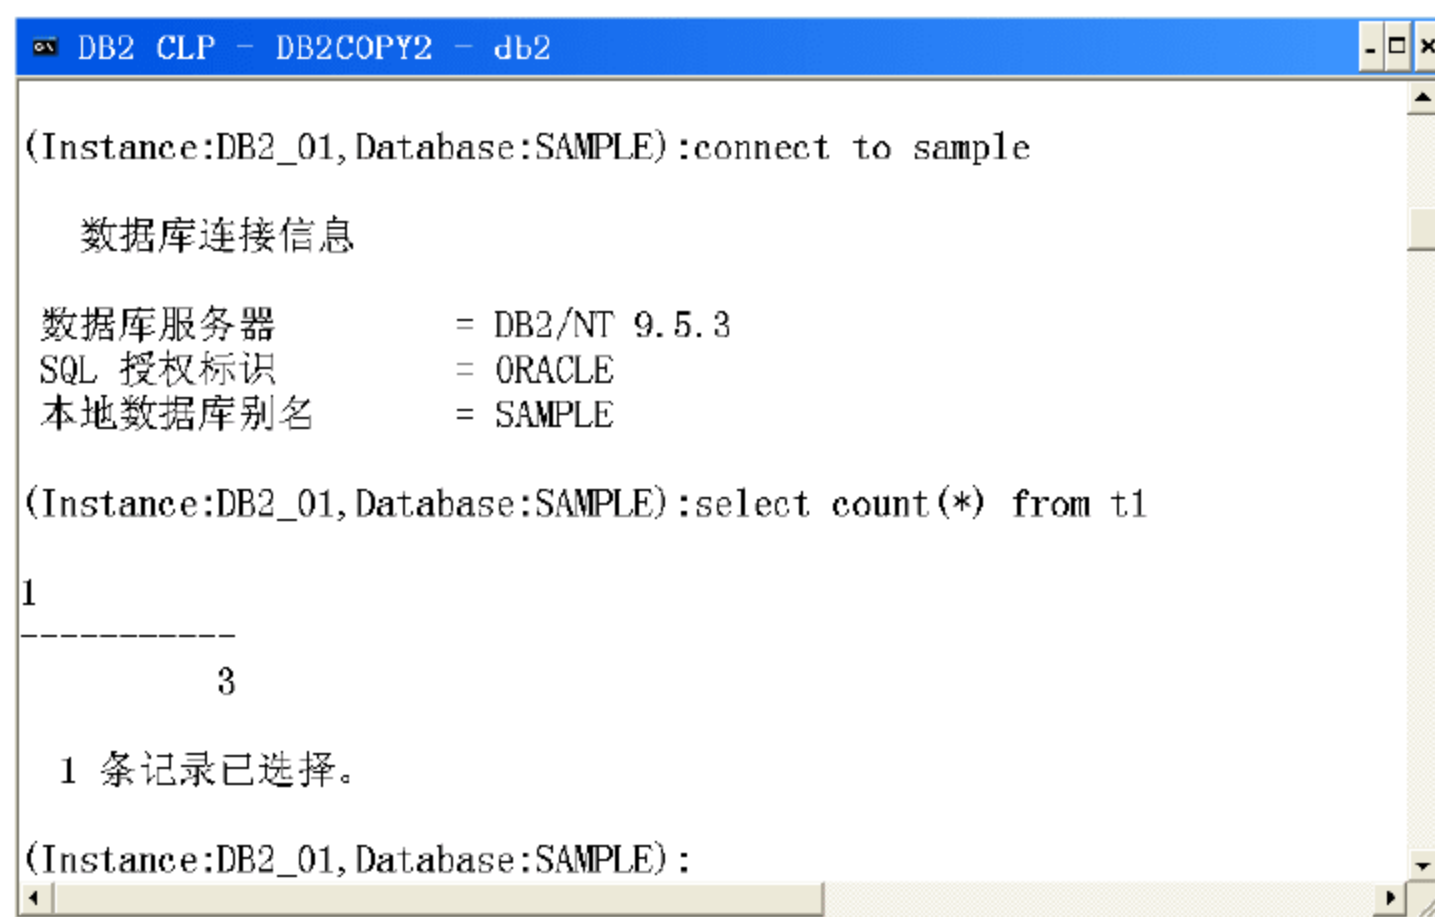 DB2 CLP - DB2COPY2 - db2
(Instance:DB2_01,Database:SAMPLE):connect to sample
数据库连接信息
数据库服务器 = DB2/NT 9.5.3
SQL 授权标识 = ORACLE
本地数据库别名 = SAMPLE
(Instance:DB2_01,Database:SAMPLE):select count(*) from t1
1
-----------
3
1 条记录已选择。
(Instance:DB2_01,Database:SAMPLE):